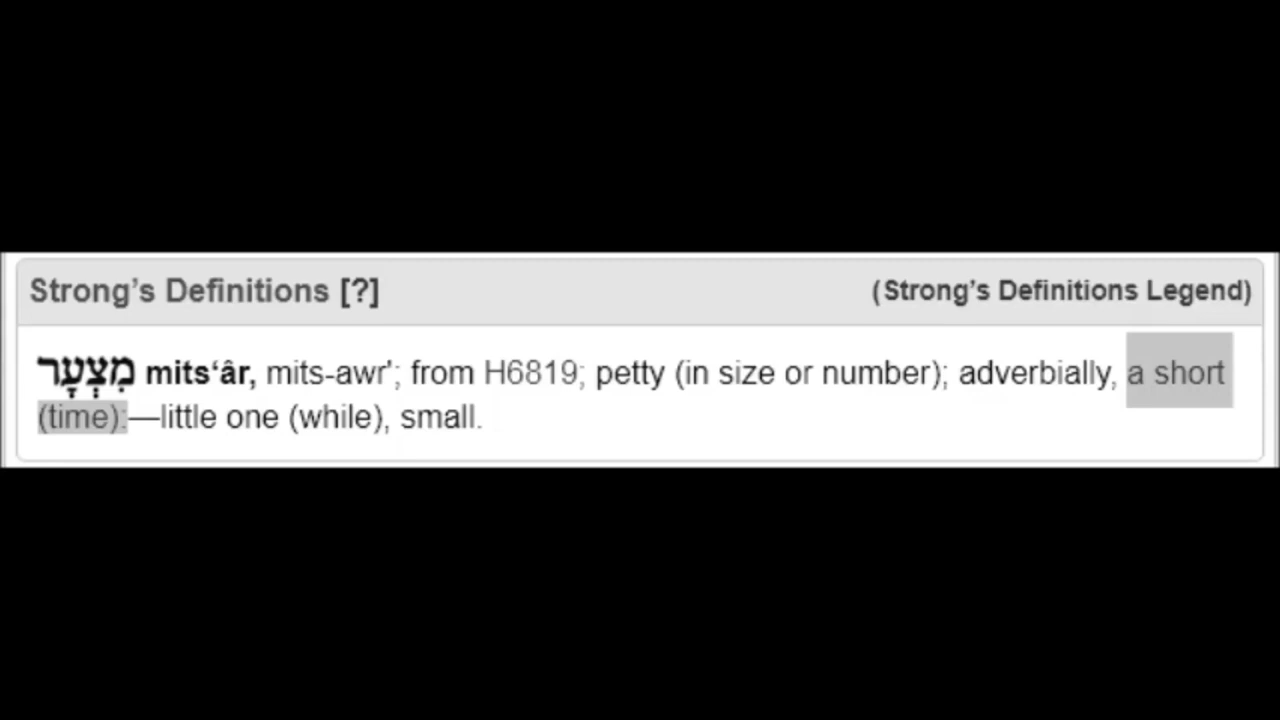 Strong’s Definitions [?] (Strong’s Definitions Legend)
מִצְעָר mits‘âr, mits-awr'; from H6819; petty (in size or number); adverbially, a short
(time):—little one (while), small.